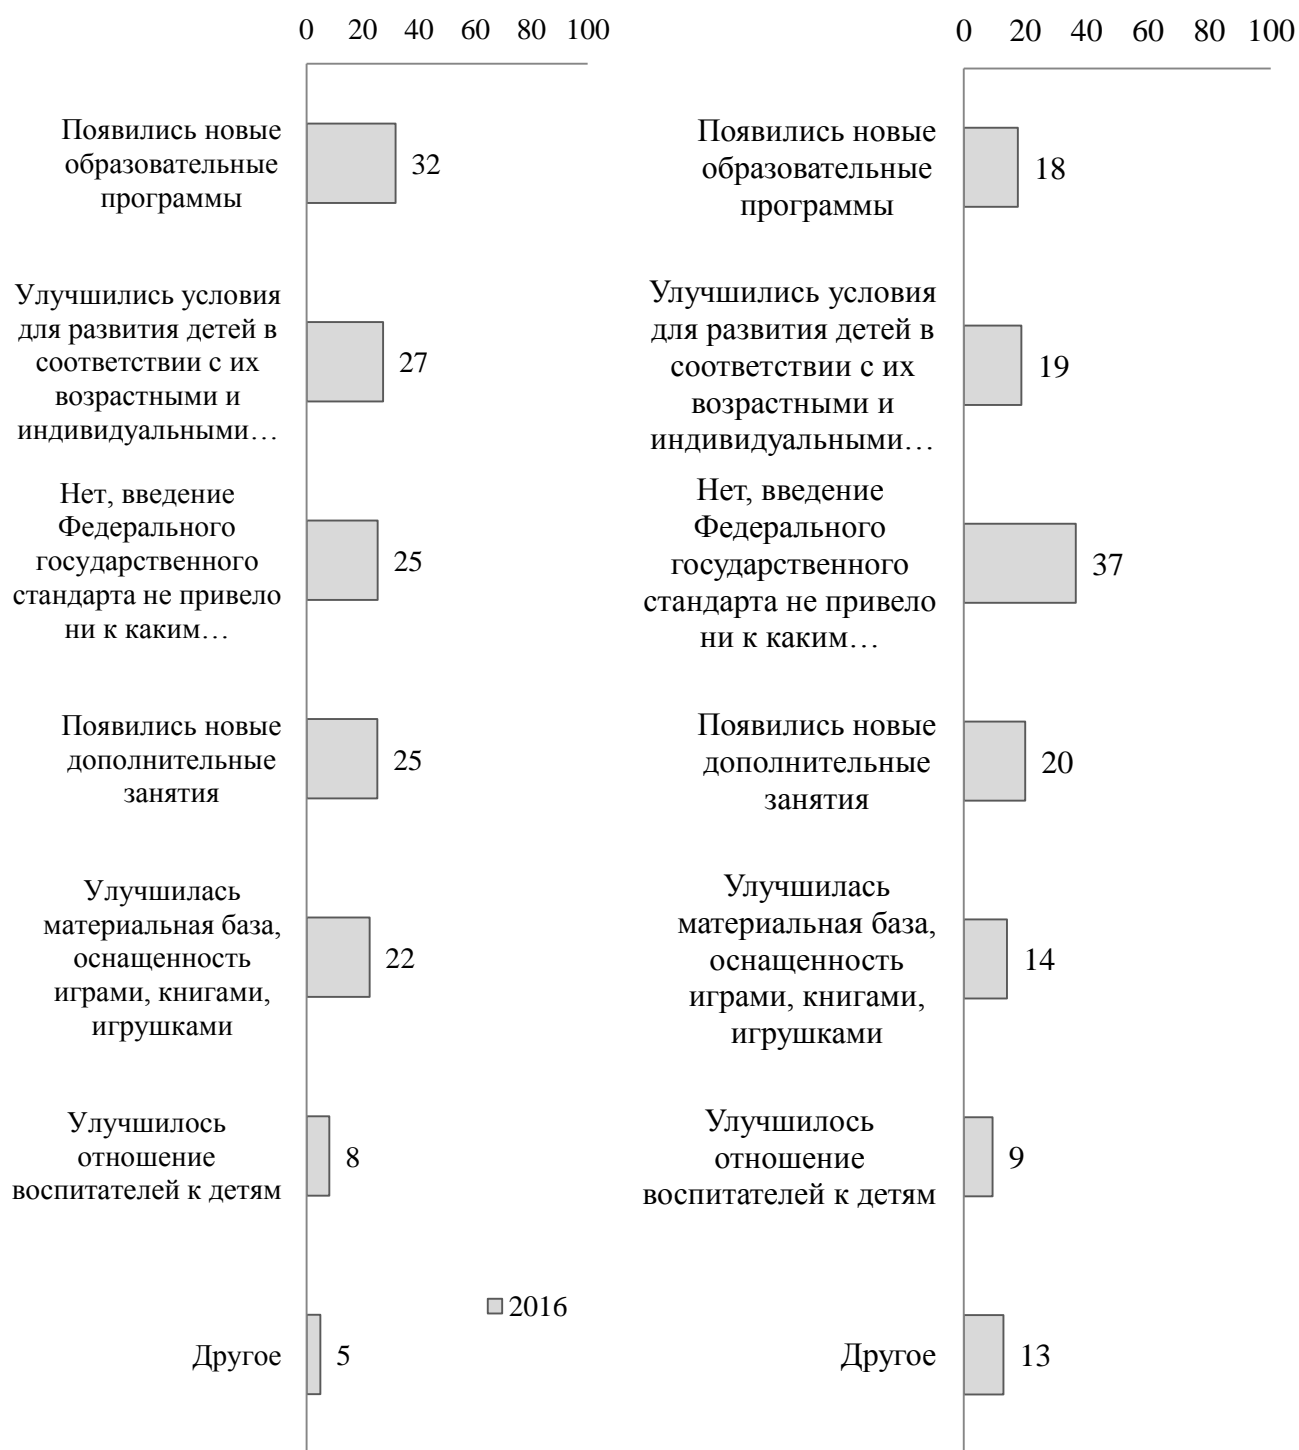 0 20 40 60 80 100
Появились новые
образовательные
программы
32
Улучшились условия
для развития детей в
соответствии с их
возрастными и
индивидуальными…
27
Нет, введение
Федерального
государственного
стандарта не привело
ни к каким…
25
Появились новые
дополнительные
занятия
25
Улучшилась
материальная база,
оснащенность
играми, книгами,
игрушками
22
Улучшилось
отношение
воспитателей к детям
8
Другое
5
2016
0 20 40 60 80 100
Появились новые
образовательные
программы
18
Улучшились условия
для развития детей в
соответствии с их
возрастными и
индивидуальными…
19
Нет, введение
Федерального
государственного
стандарта не привело
ни к каким…
37
Появились новые
дополнительные
занятия
20
Улучшилась
материальная база,
оснащенность
играми, книгами,
игрушками
14
Улучшилось
отношение
воспитателей к детям
9
Другое
13